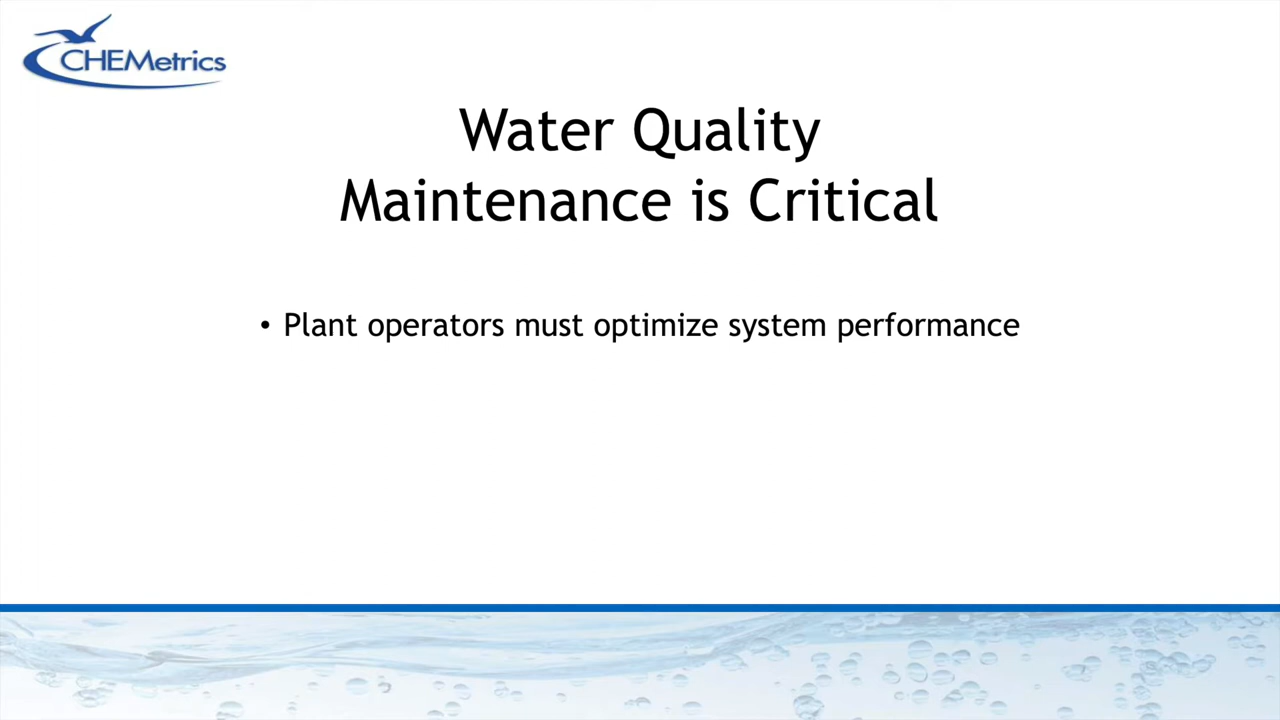 CHEMetrics
Water Quality
Maintenance is Critical
• Plant operators must optimize system performance